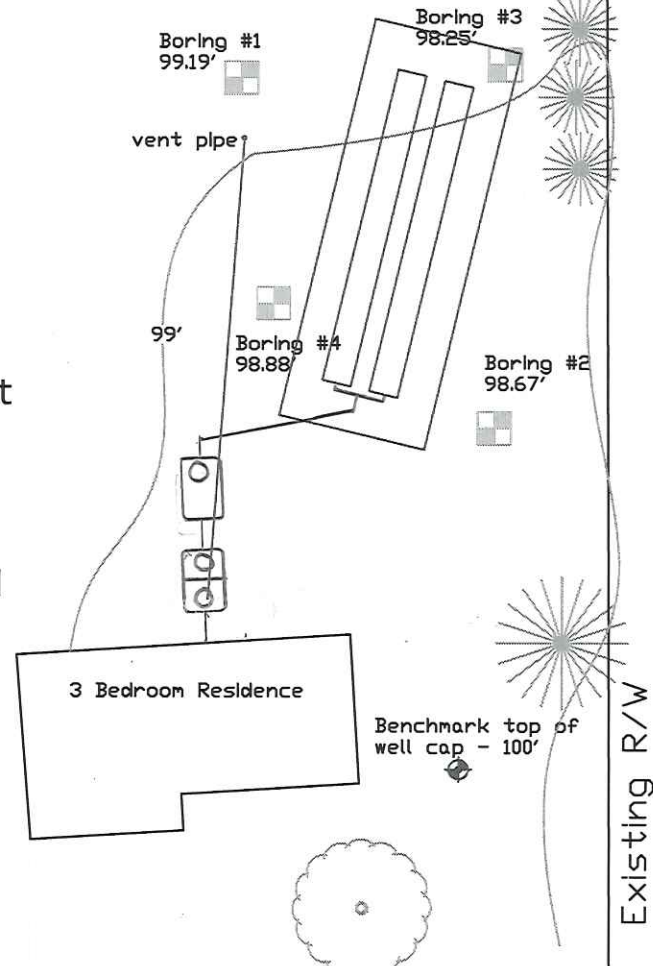 Boring #1
99.19'
Boring #3
98.25'
vent pipe
99'
Boring #4
98.88'
Boring #2
98.67'
t
3 Bedroom Residence
Benchmark top of
well cap - 100'
Existing R/W